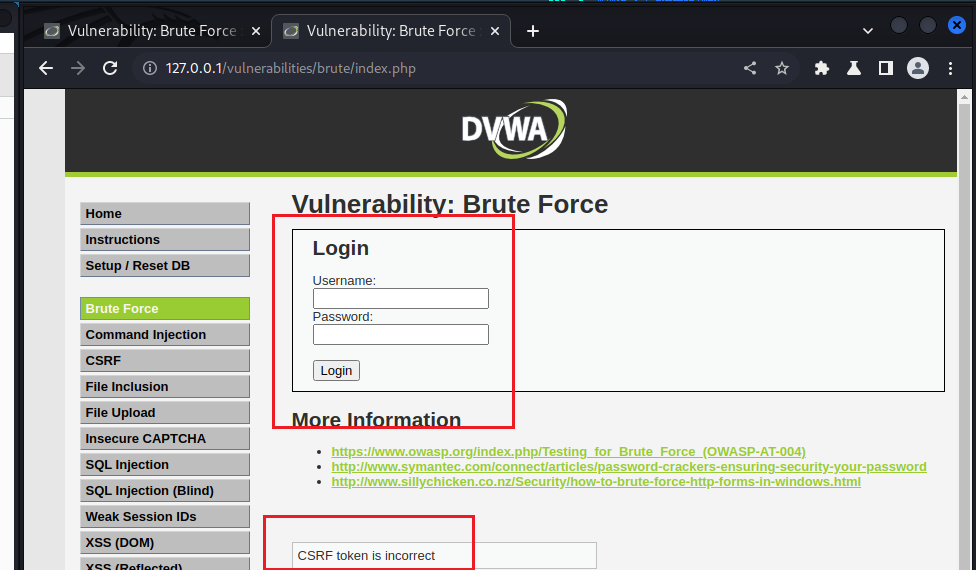 Vulnerability: Brute Force
Vulnerability: Brute Force
127.0.0.1/vulnerabilities/brute/index.php
DVWA
Home
Instructions
Setup / Reset DB
Brute Force
Command Injection
CSRF
File Inclusion
File Upload
Insecure CAPTCHA
SQL Injection
SQL Injection (Blind)
Weak Session IDs
XSS (DOM)
XSS (Reflected)
Vulnerability: Brute Force
Login
Username:
Password:
Login
More Information
https://www.owasp.org/index.php/Testing_for_Brute_Force_(OWASP-AT-004)
http://www.symantec.com/connect/articles/password-crackers-ensuring-security-your-password
http://www.sillychicken.co.nz/Security/how-to-brute-force-http-forms-in-windows.html
CSRF token is incorrect